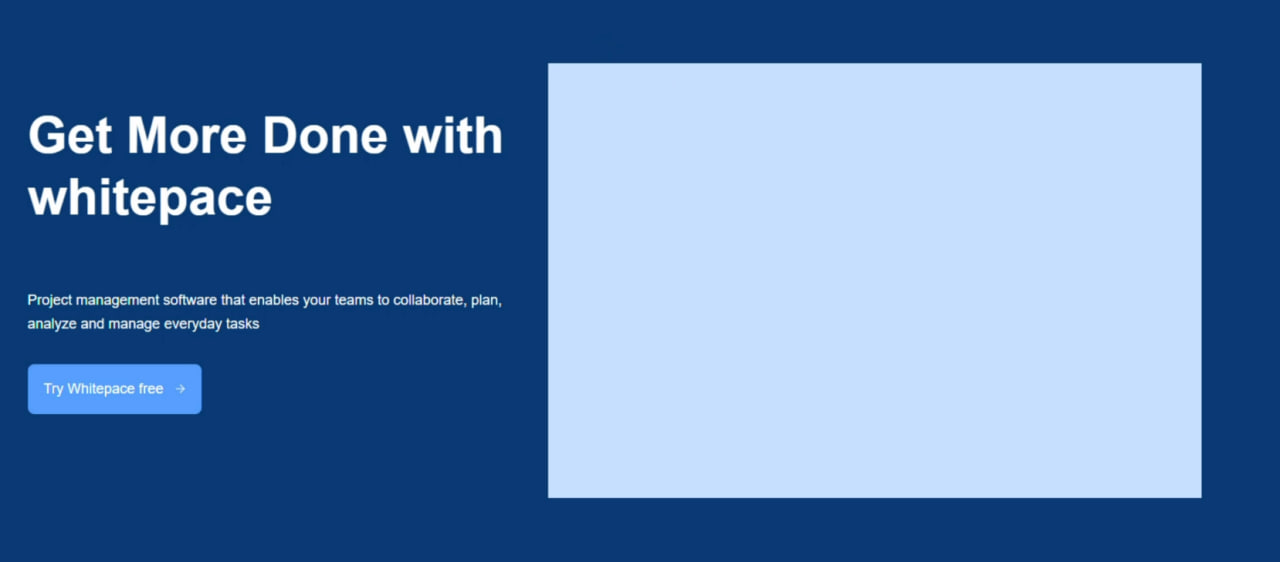 Get More Done with
whitepace
Project management software that enables your teams to collaborate, plan,
analyze and manage everyday tasks
Try Whitepace free →